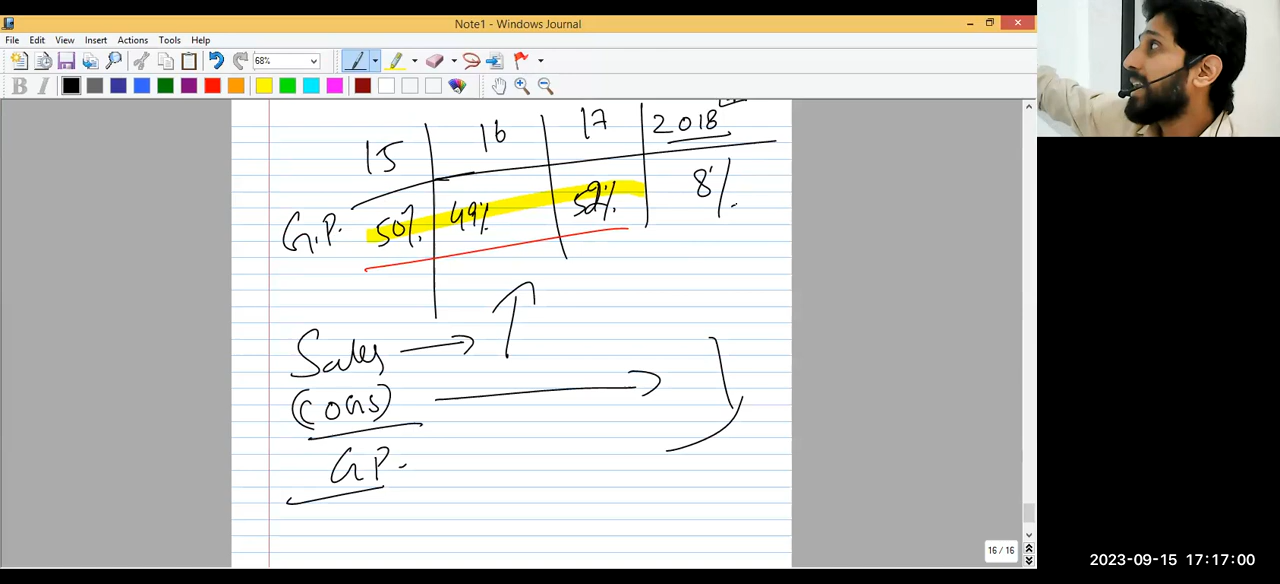 Note1 - Windows Journal
File Edit View Insert Actions Tools Help
68%
B I
15 16 17 2018
G.P. 50%. 49% 52%. 8%.
Sales
(COGS)
GP.
16 / 16
2023-09-15 17:17:00